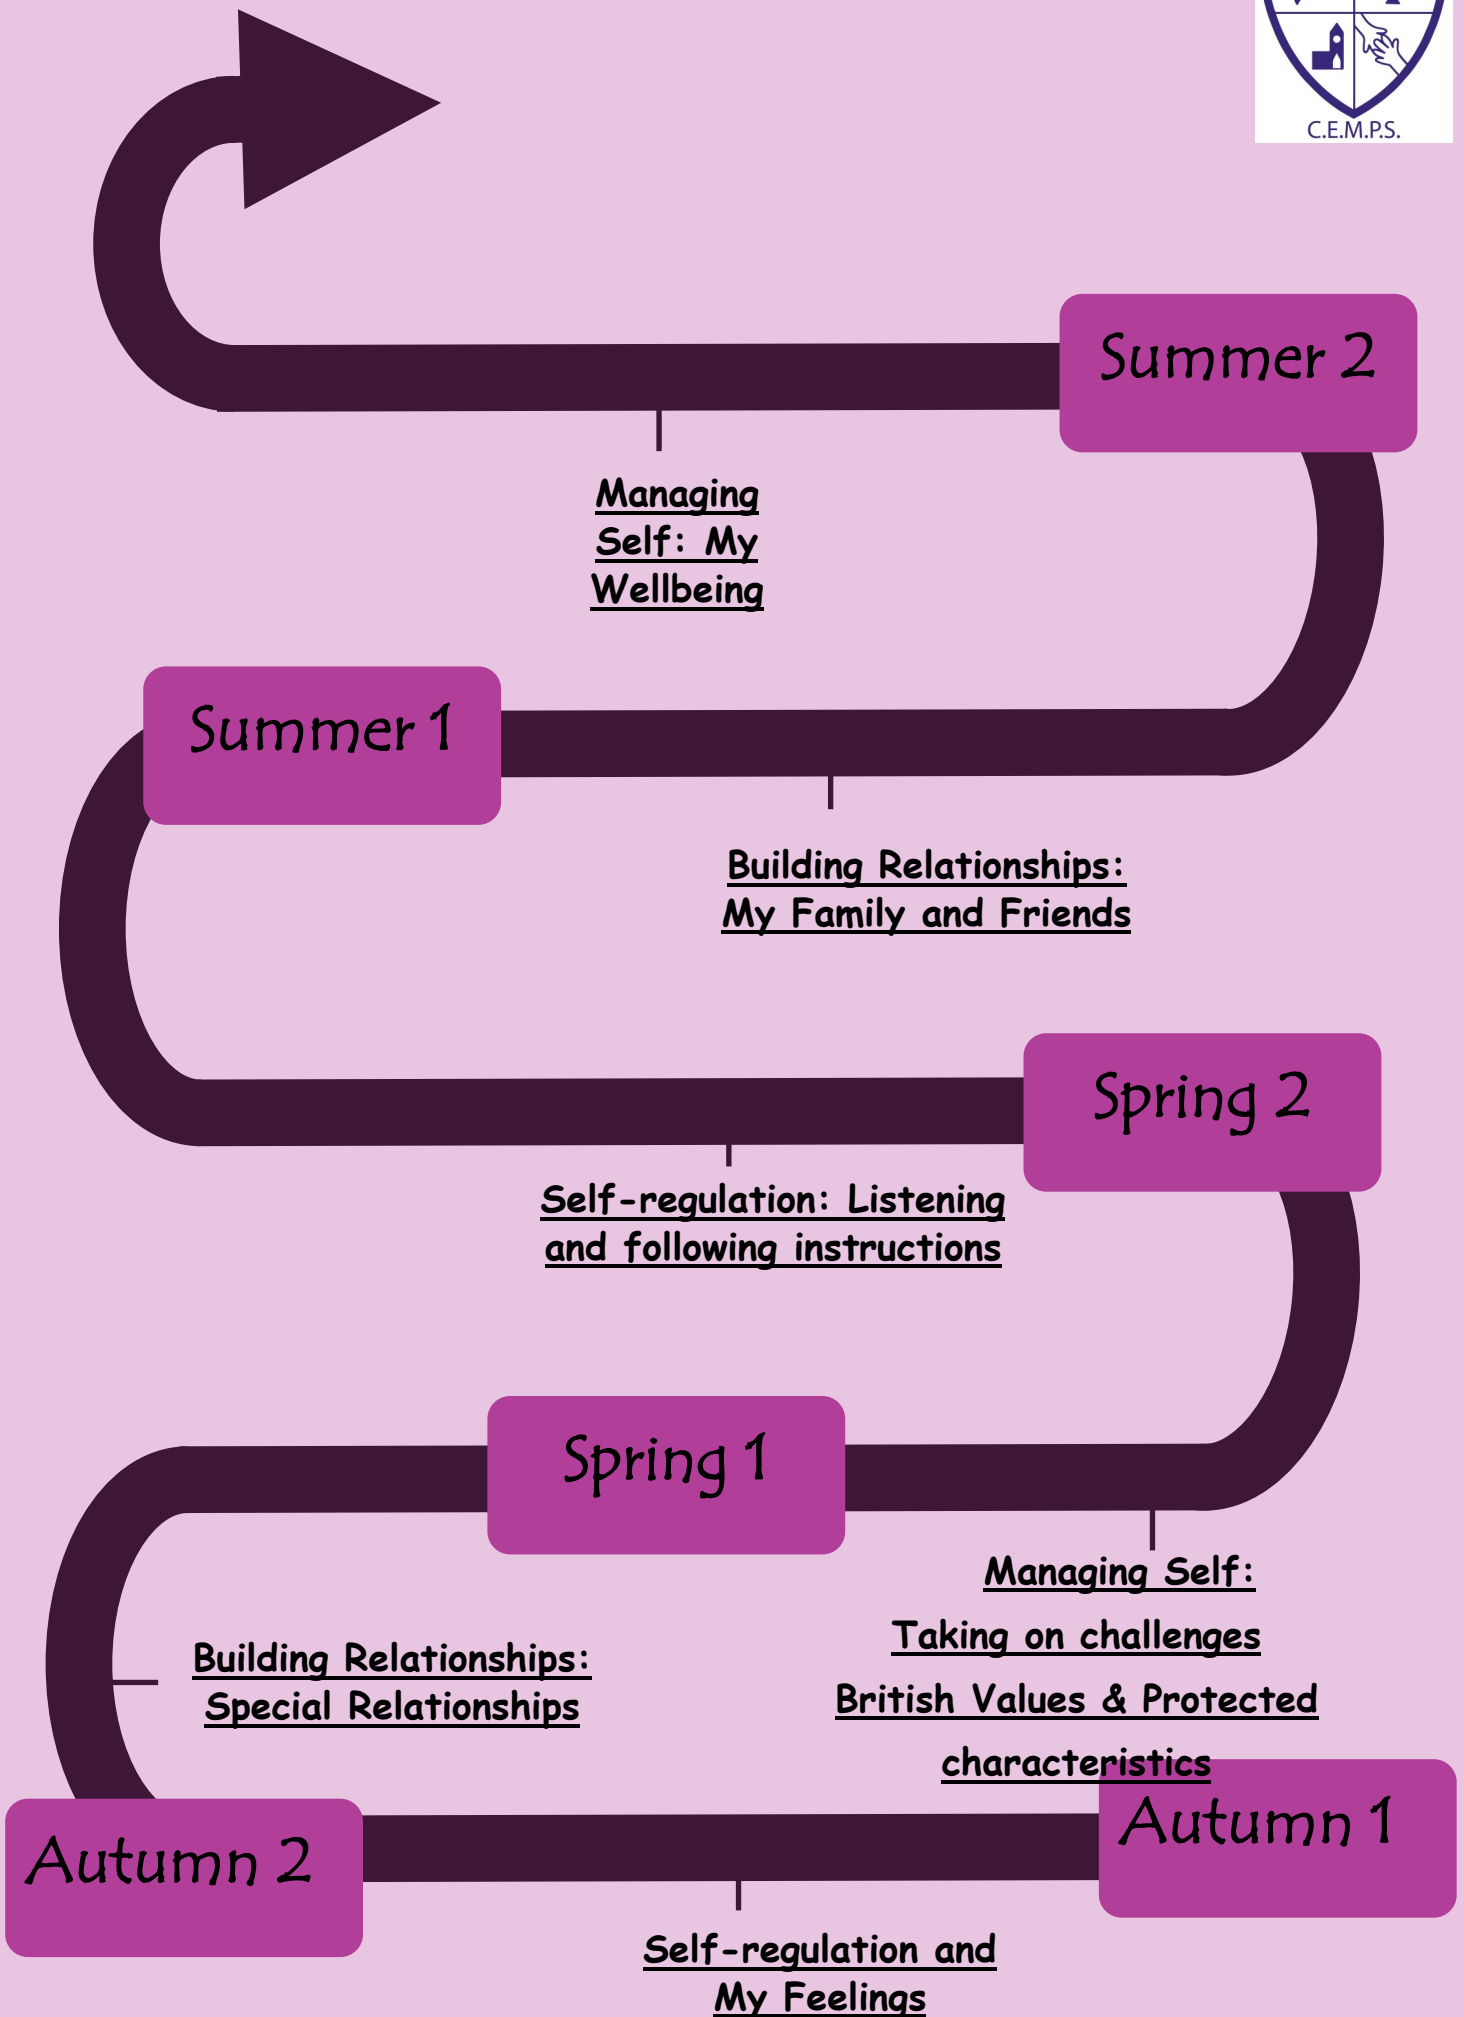 C.E.M.P.S.
Summer 2
Managing
Self: My
Wellbeing
Summer 1
Building Relationships:
My Family and Friends
Spring 2
Self-regulation: Listening
and following instructions
Spring 1
Managing Self:
Taking on challenges
British Values & Protected
characteristics
Building Relationships:
Special Relationships
Autumn 1
Autumn 2
Self-regulation and
My Feelings